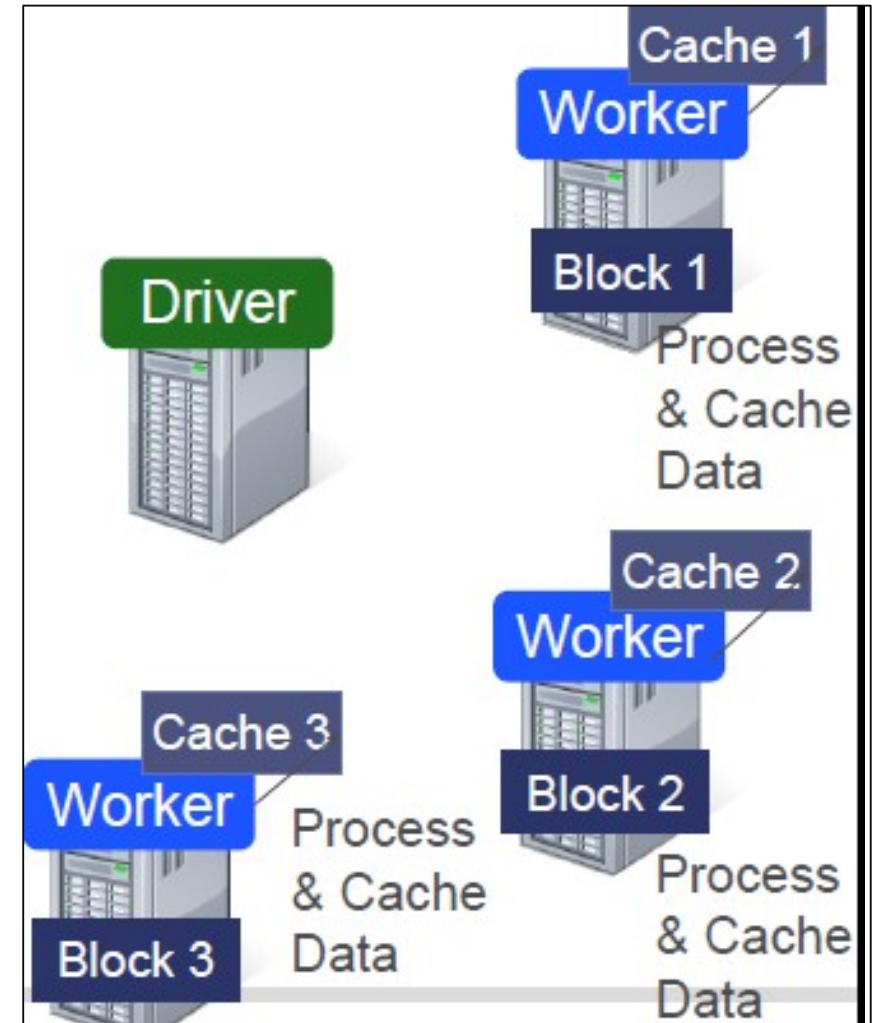 Cache 1
Worker
Block 1
Process
& Cache
Data
Driver
Cache 2
Worker
Block 2
Process
& Cache
Data
Cache 3
Worker
Block 3
Process
& Cache
Data